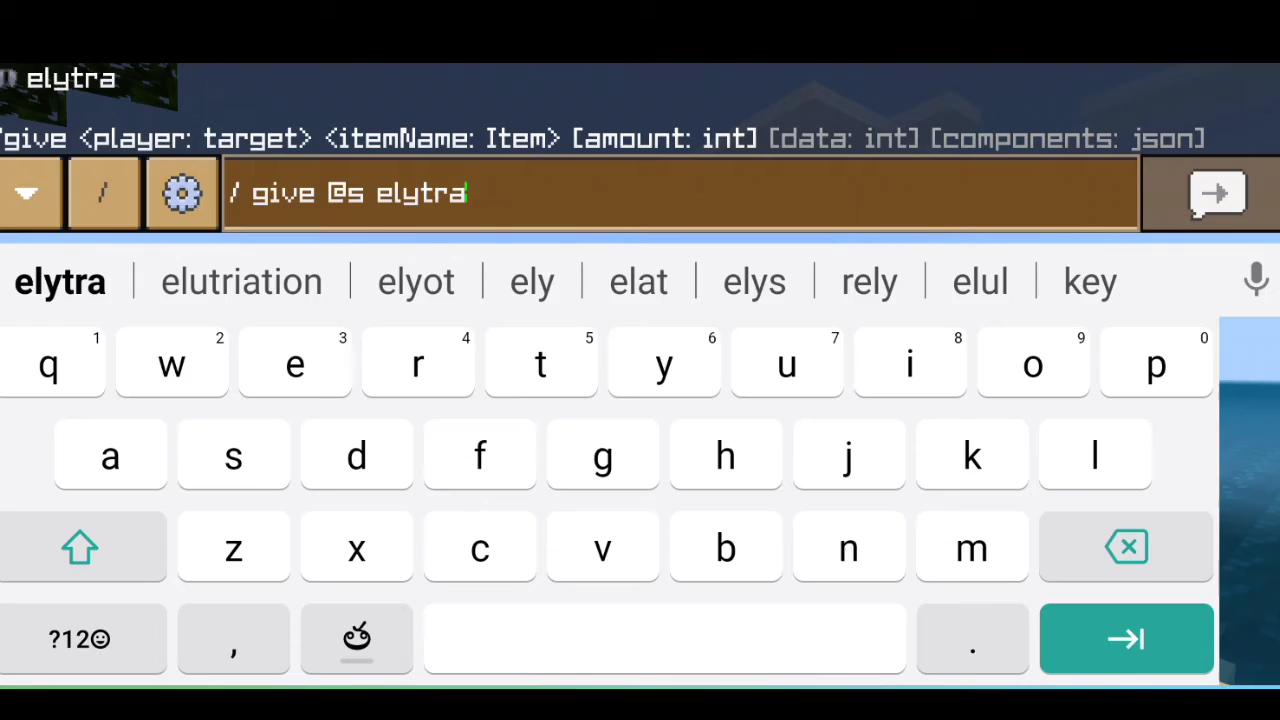 elytra
give <player: target> <itemName: Item> [amount: int] [data: int] [components: json]
/
/ give @s elytra
elytra elutriation elyot ely elat elys rely elul key
1 2 3 4 5 6 7 8 9 0
q w e r t y u i o p
a s d f g h j k l
z x c v b n m
?12☺ , అ .